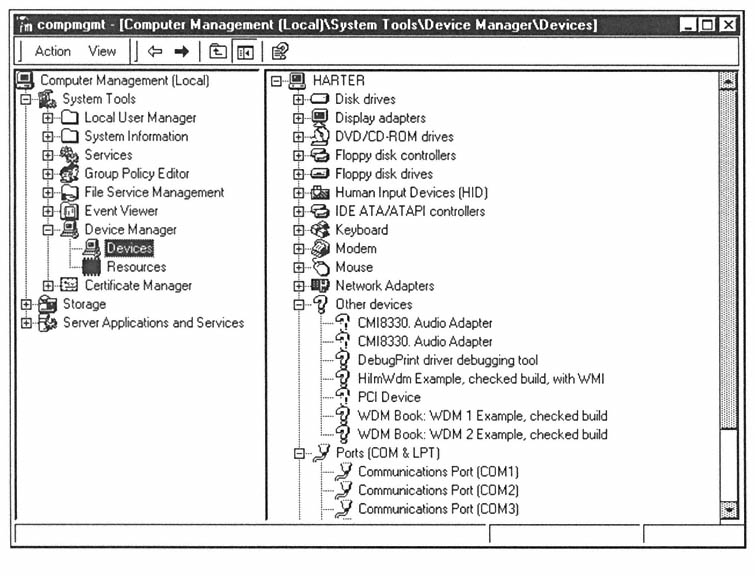 compmgmt - [Computer Management (Local)\System Tools\Device Manager\Devices]
Action View
Computer Management (Local)
System Tools
Local User Manager
System Information
Services
Group Policy Editor
File Service Management
Event Viewer
Device Manager
Devices
Resources
Certificate Manager
Storage
Server Applications and Services
HARTER
Disk drives
Display adapters
DVD/CD-ROM drives
Floppy disk controllers
Floppy disk drives
Human Input Devices (HID)
IDE ATA/ATAPI controllers
Keyboard
Modem
Mouse
Network Adapters
Other devices
CMI8330. Audio Adapter
CMI8330. Audio Adapter
DebugPrint driver debugging tool
HilmWdm Example, checked build, with WMI
PCI Device
WDM Book: WDM 1 Example, checked build
WDM Book: WDM 2 Example, checked build
Ports (COM & LPT)
Communications Port (COM1)
Communications Port (COM2)
Communications Port (COM3)